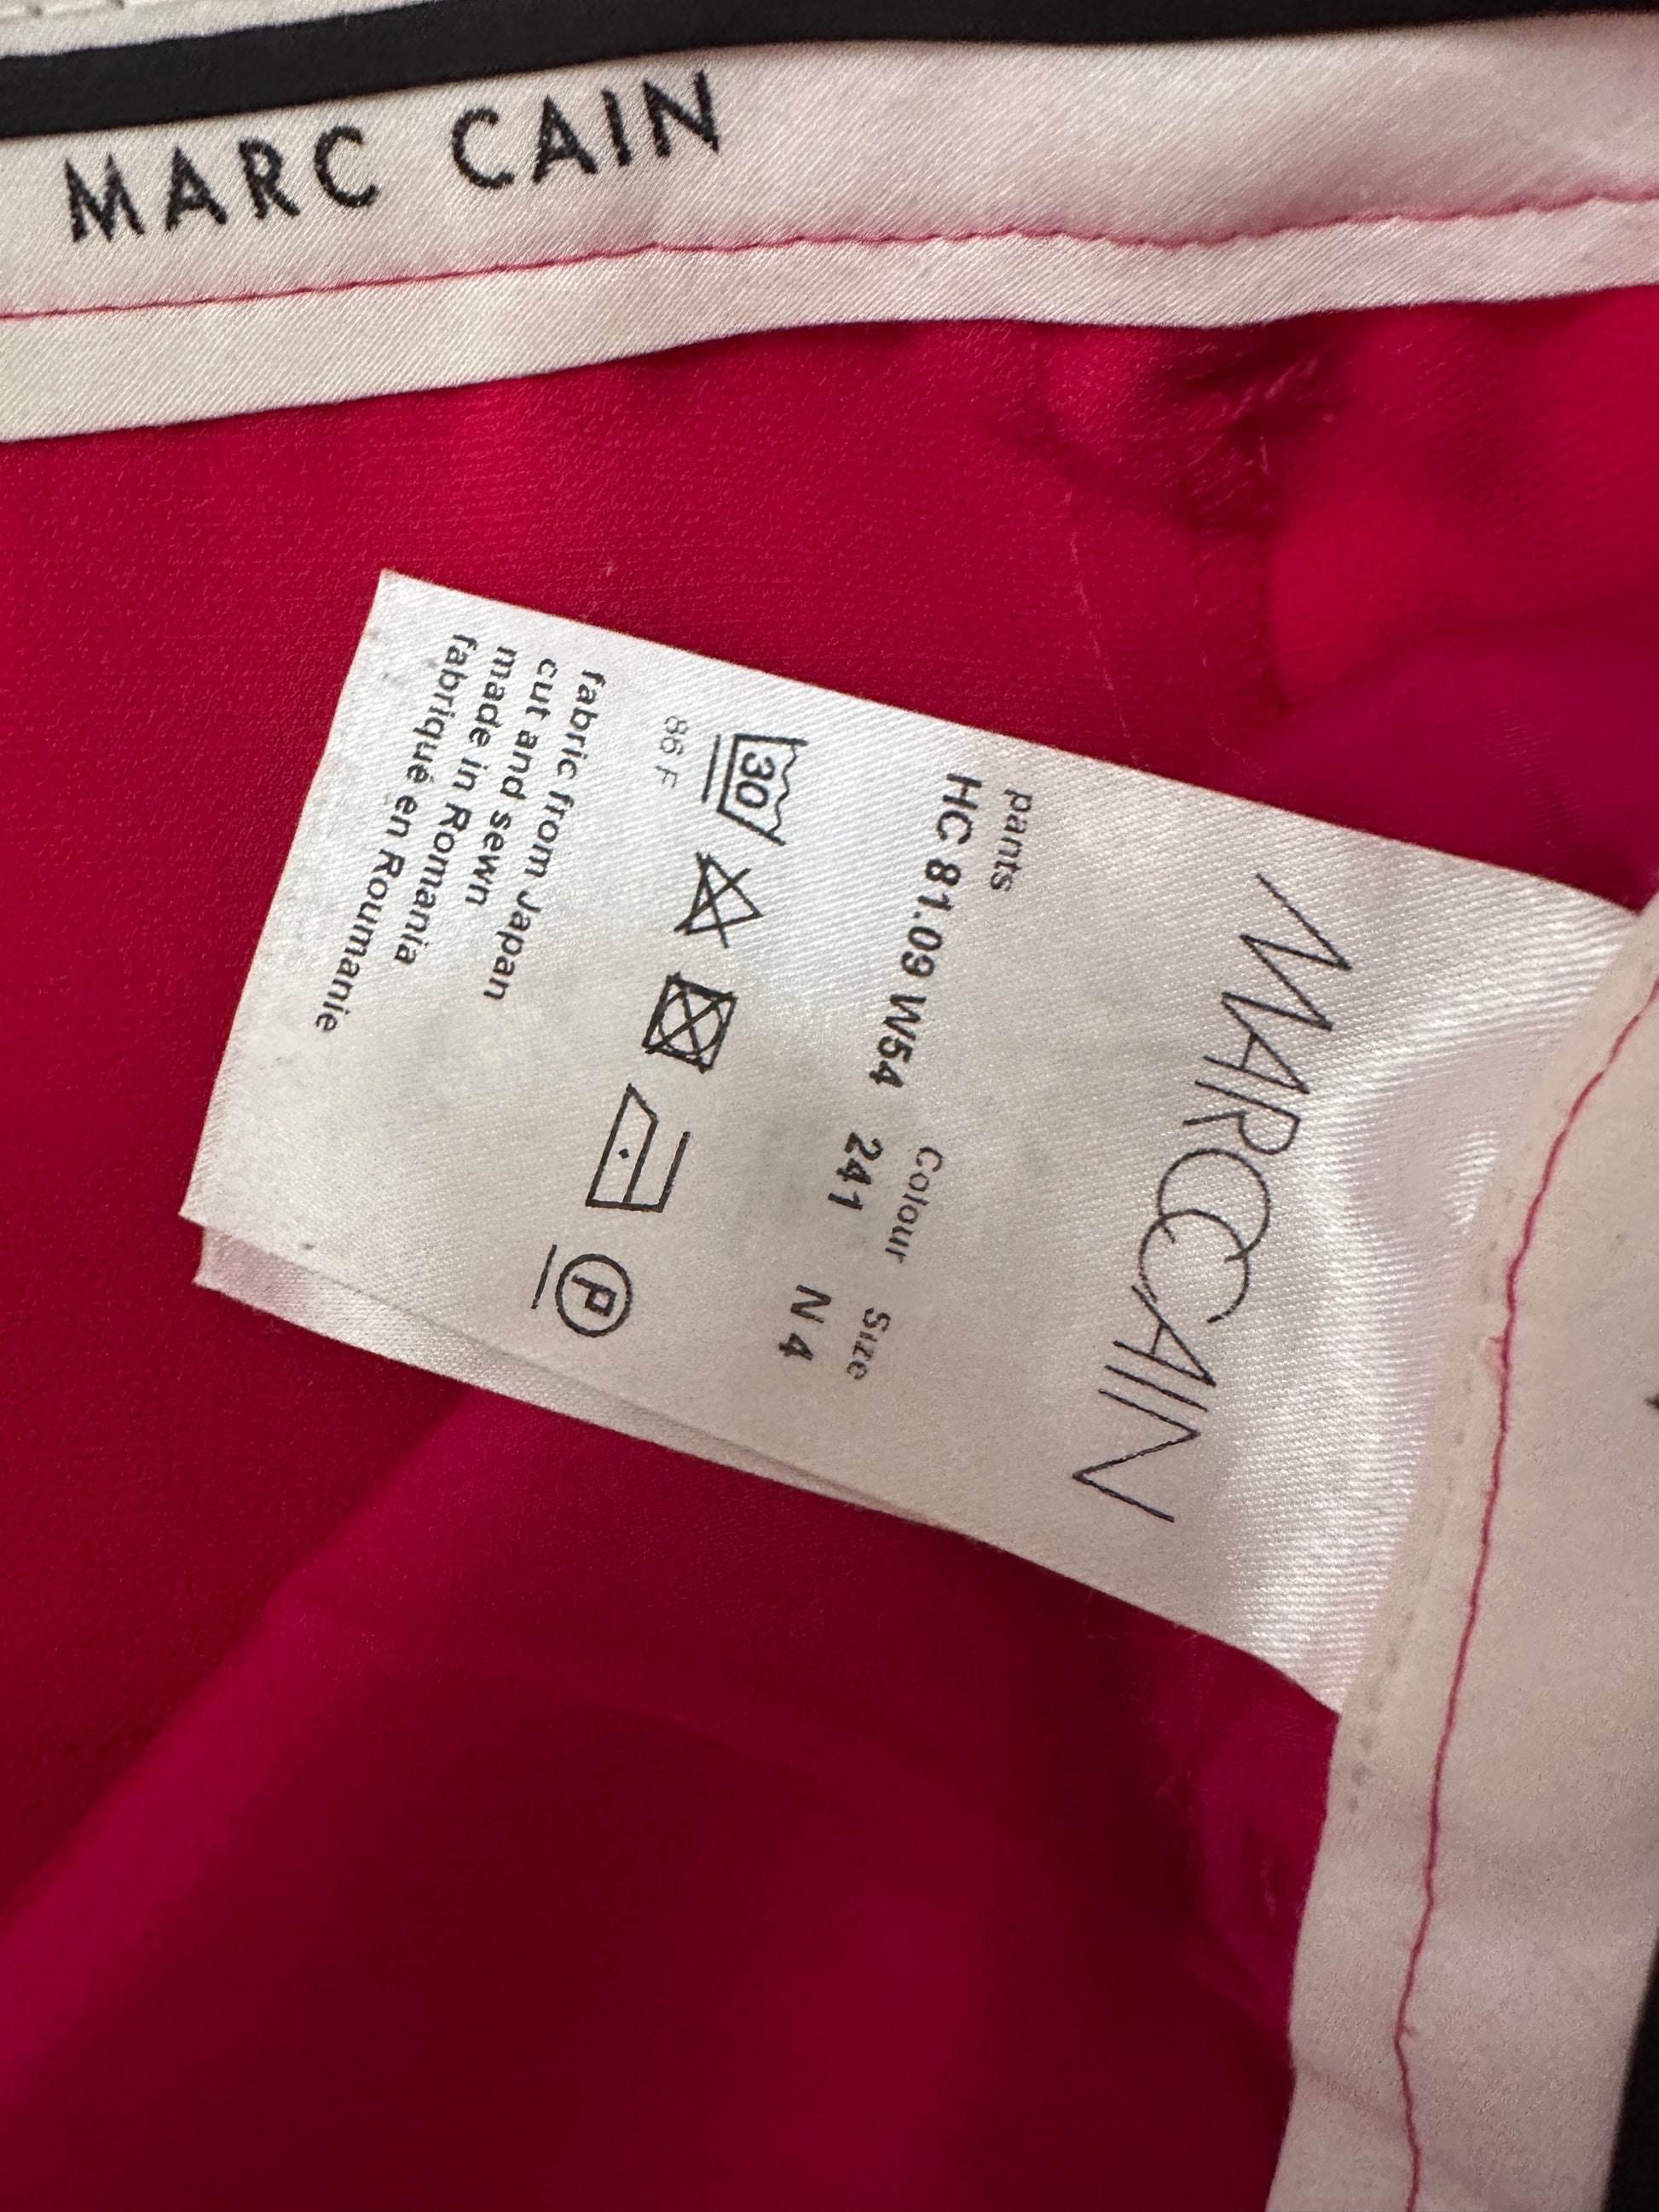 MARC CAIN
MARCCAIN
pants
Colour
Size
HC 81.09 W54
241
N 4
30
P
86 F
fabric from Japan
cut and sewn
made in Romania
fabriqué en Roumanie